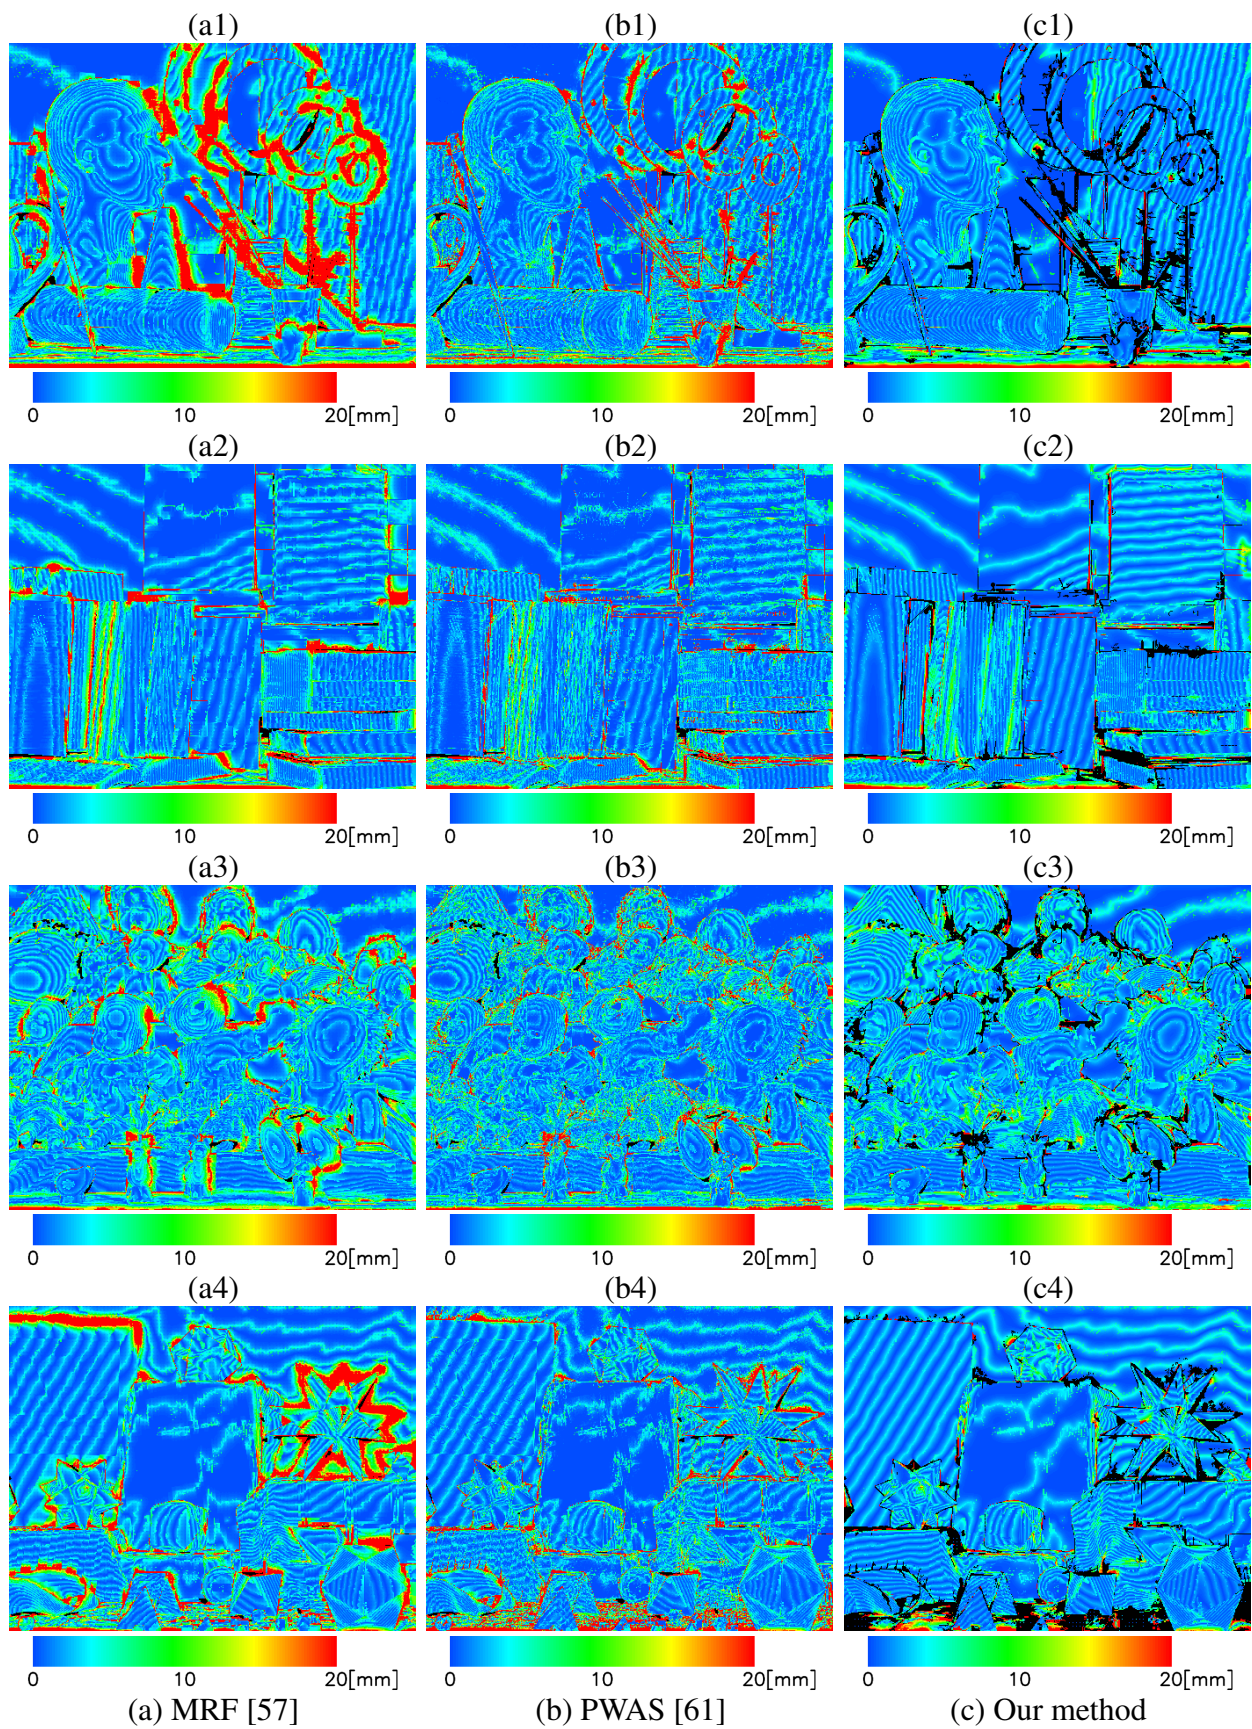 (a1) (b1) (c1)
0 10 20[mm] 0 10 20[mm] 0 10 20[mm]
(a2) (b2) (c2)
0 10 20[mm] 0 10 20[mm] 0 10 20[mm]
(a3) (b3) (c3)
0 10 20[mm] 0 10 20[mm] 0 10 20[mm]
(a4) (b4) (c4)
0 10 20[mm] 0 10 20[mm] 0 10 20[mm]
(a) MRF [57] (b) PWAS [61] (c) Our method